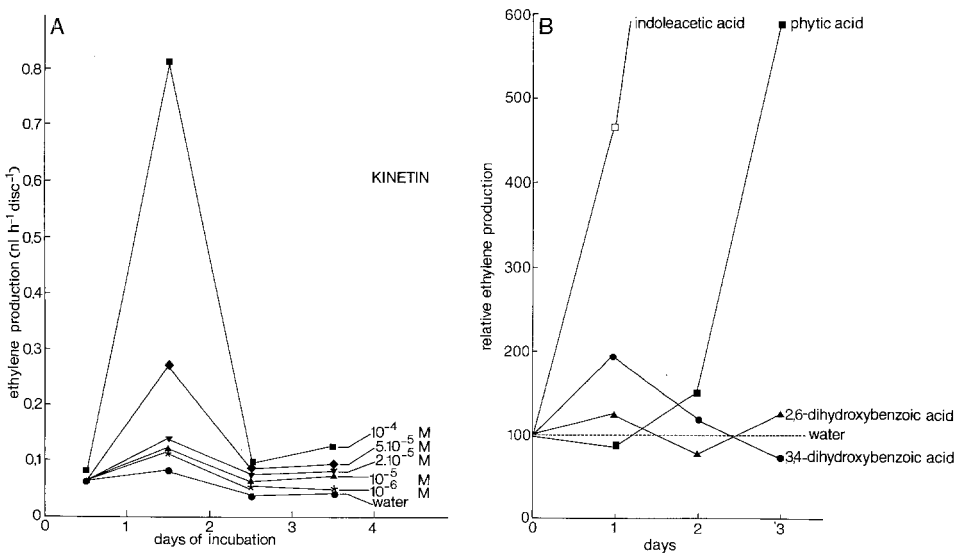 A
ethylene production (nl h⁻¹ disc⁻¹)
0,8
0,7
0,6
0,5
0,4
0,3
0,2
0,1
0
KINETIN
10⁻⁴ M
5.10⁻⁵ M
2.10⁻⁵ M
10⁻⁵ M
10⁻⁶ M
water
0 1 2 3 4
days of incubation
B
relative ethylene production
600
500
400
300
200
100
0
indoleacetic acid
phytic acid
2,6-dihydroxybenzoic acid
water
3,4-dihydroxybenzoic acid
0 1 2 3
days